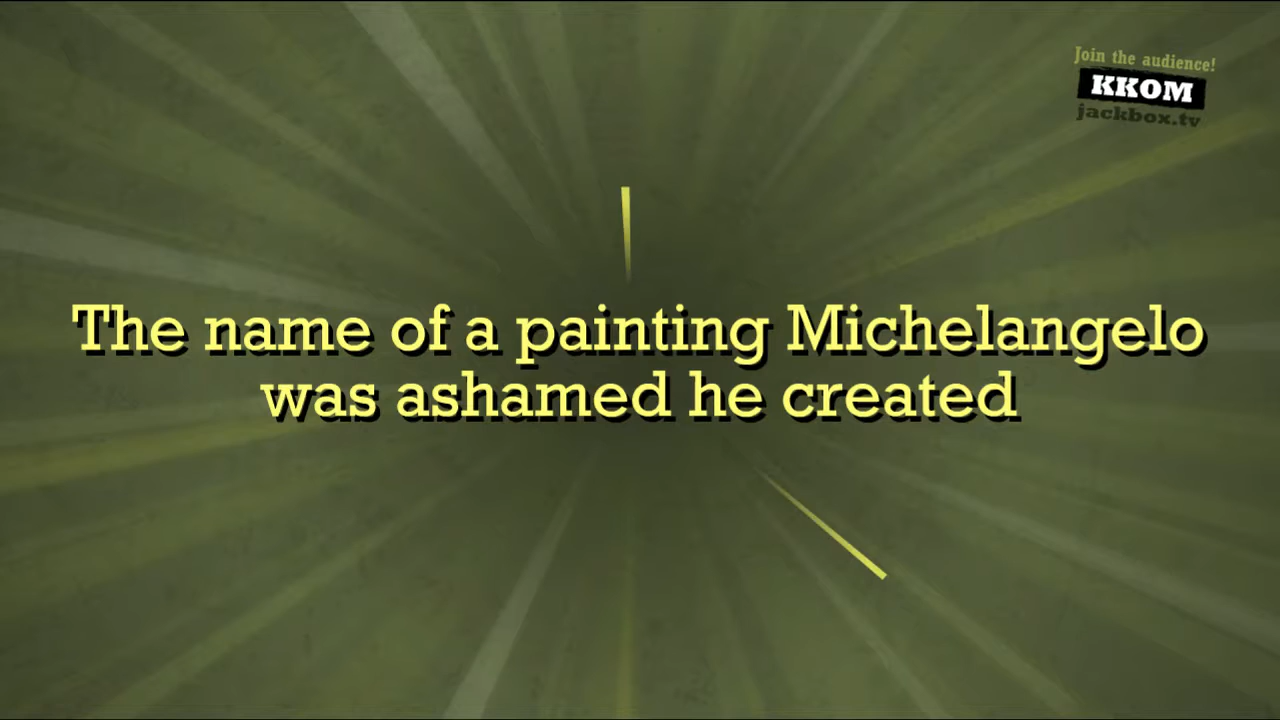 Join the audience!
KKOM
jackbox.tv
The name of a painting Michelangelo
was ashamed he created